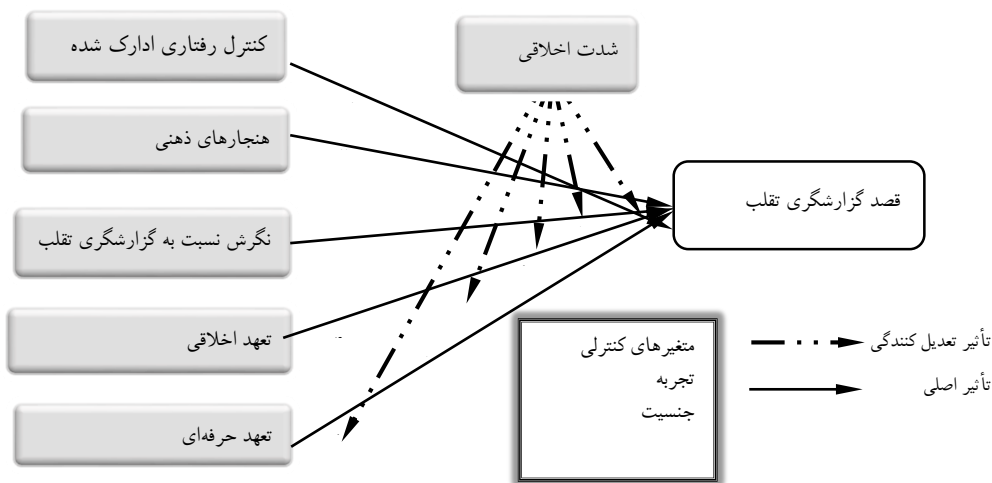 کنترل رفتاری ادارک شده
شدت اخلاقی
هنجارهای ذهنی
قصد گزارشگری تقلب
نگرش نسبت به گزارشگری تقلب
تعهد اخلاقی
تعهد حرفه‌ای
متغیرهای کنترلی
تجربه
جنسیت
تأثیر تعدیل کنندگی
تأثیر اصلی